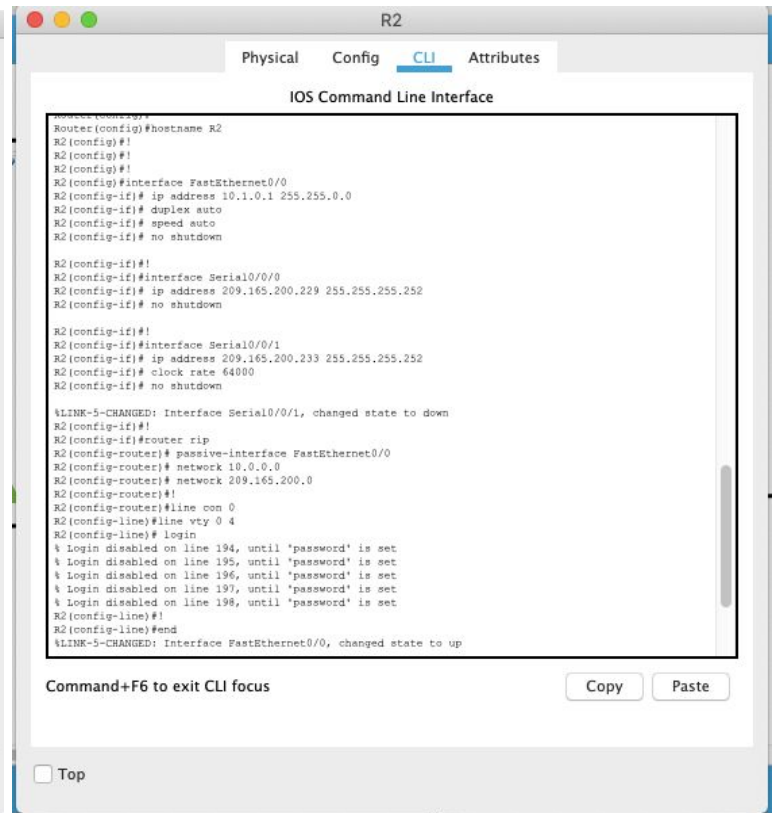 R2
Physical Config CLI Attributes
IOS Command Line Interface
Router(config)#!
Router(config)#hostname R2
R2(config)#!
R2(config)#!
R2(config)#!
R2(config)#interface FastEthernet0/0
R2(config-if)# ip address 10.1.0.1 255.255.0.0
R2(config-if)# duplex auto
R2(config-if)# speed auto
R2(config-if)# no shutdown
R2(config-if)#!
R2(config-if)#interface Serial0/0/0
R2(config-if)# ip address 209.165.200.229 255.255.255.252
R2(config-if)# no shutdown
R2(config-if)#!
R2(config-if)#interface Serial0/0/1
R2(config-if)# ip address 209.165.200.233 255.255.255.252
R2(config-if)# clock rate 64000
R2(config-if)# no shutdown
%LINK-5-CHANGED: Interface Serial0/0/1, changed state to down
R2(config-if)#!
R2(config-if)#router rip
R2(config-router)# passive-interface FastEthernet0/0
R2(config-router)# network 10.0.0.0
R2(config-router)# network 209.165.200.0
R2(config-router)#!
R2(config-router)#line con 0
R2(config-line)#line vty 0 4
R2(config-line)# login
% Login disabled on line 194, until 'password' is set
% Login disabled on line 195, until 'password' is set
% Login disabled on line 196, until 'password' is set
% Login disabled on line 197, until 'password' is set
% Login disabled on line 198, until 'password' is set
R2(config-line)#!
R2(config-line)#end
%LINK-5-CHANGED: Interface FastEthernet0/0, changed state to up
Command+F6 to exit CLI focus
Copy Paste
Top